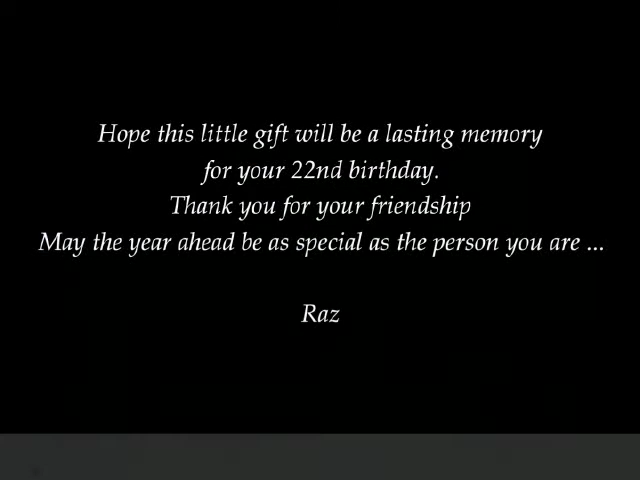 Hope this little gift will be a lasting memory
for your 22nd birthday.
Thank you for your friendship
May the year ahead be as special as the person you are ...
Raz